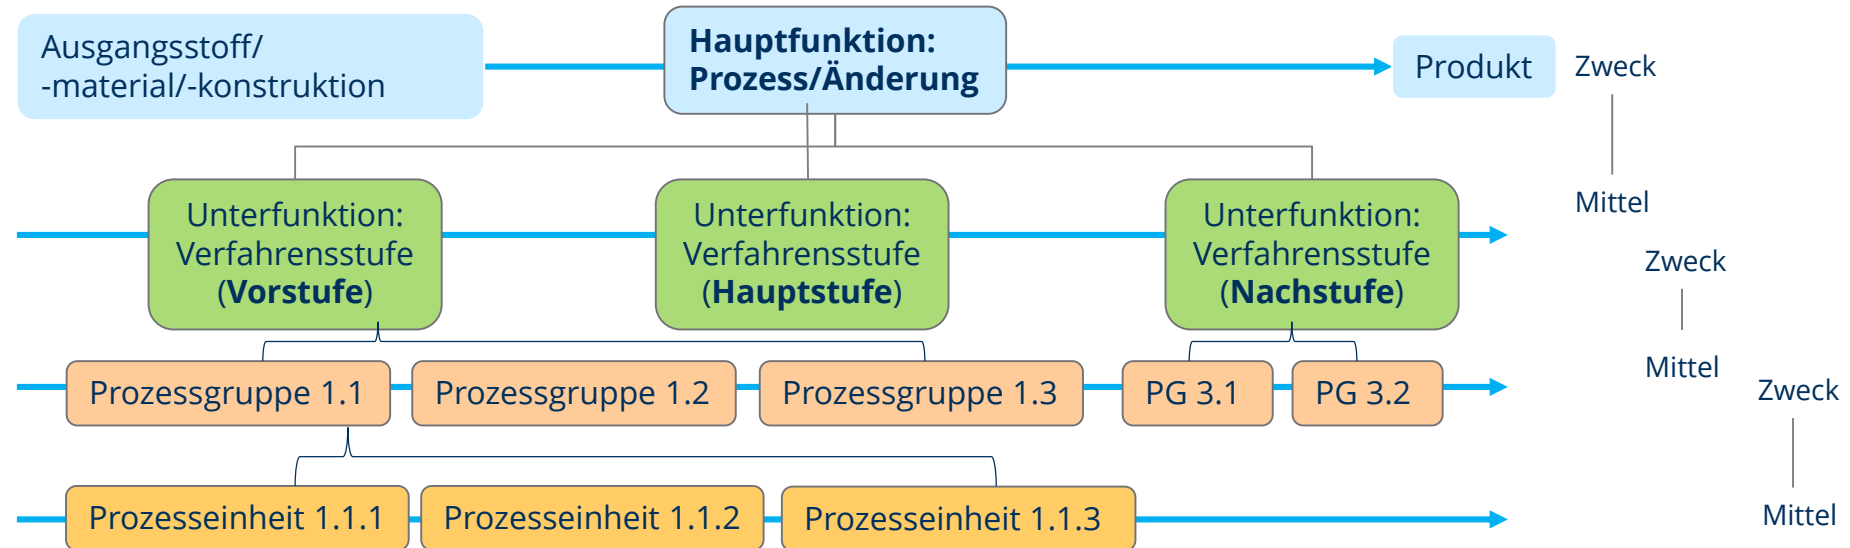 Ausgangsstoff/
-material/-konstruktion
Hauptfunktion:
Prozess/Änderung
Produkt
Zweck
Mittel
Unterfunktion:
Verfahrensstufe
(Vorstufe)
Unterfunktion:
Verfahrensstufe
(Hauptstufe)
Unterfunktion:
Verfahrensstufe
(Nachstufe)
Zweck
Mittel
Prozessgruppe 1.1
Prozessgruppe 1.2
Prozessgruppe 1.3
PG 3.1
PG 3.2
Zweck
Mittel
Prozesseinheit 1.1.1
Prozesseinheit 1.1.2
Prozesseinheit 1.1.3